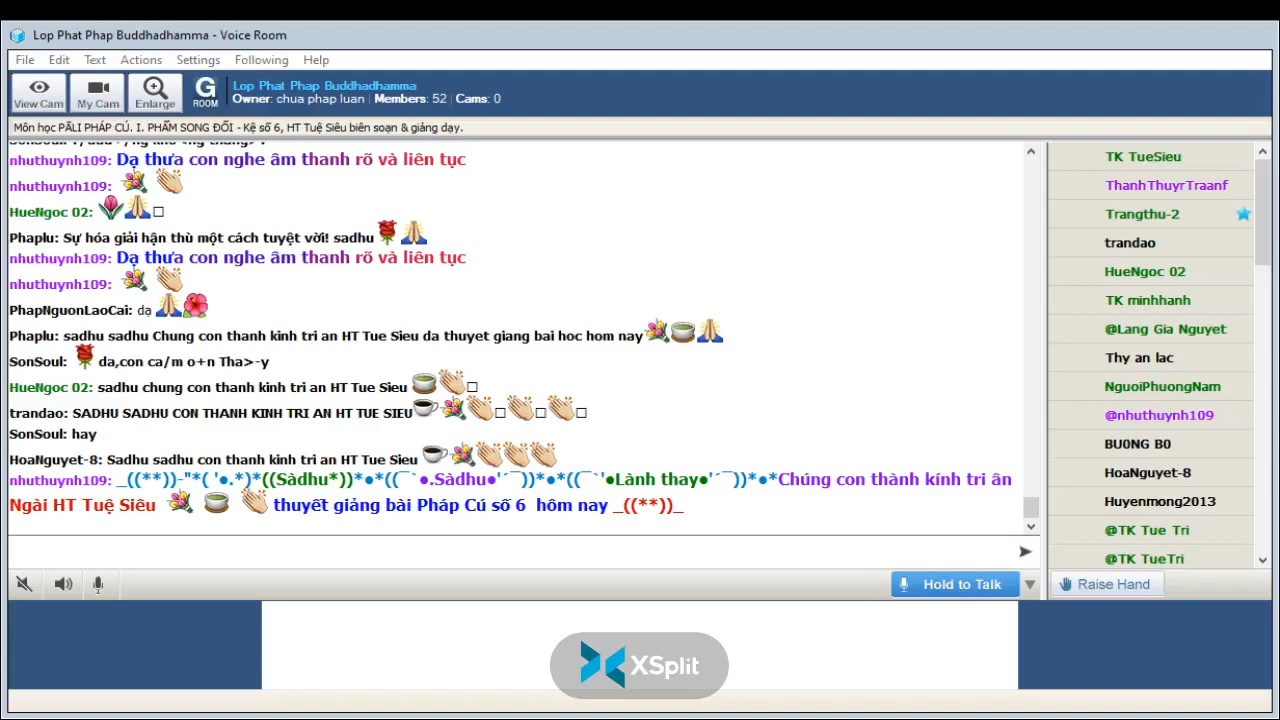 Lop Phat Phap Buddhadhamma - Voice Room
File Edit Text Actions Settings Following Help
View Cam My Cam Enlarge G ROOM
Lop Phat Phap Buddhadhamma
Owner: chua phap luan | Members: 52 | Cams: 0
Môn học PĀLI PHÁP CÚ. I. PHẨM SONG ĐỐI - Kệ số 6, HT Tuệ Siêu biên soạn & giảng dạy.
nhuthuynh109: Dạ thưa con nghe âm thanh rõ và liên tục
nhuthuynh109:
HueNgoc 02:
Phaplu: Sự hóa giải hận thù một cách tuyệt vời! sadhu
nhuthuynh109: Dạ thưa con nghe âm thanh rõ và liên tục
nhuthuynh109:
PhapNguonLaoCai: dạ
Phaplu: sadhu sadhu Chung con thanh kinh tri an HT Tue Sieu da thuyet giang bai hoc hom nay
SonSoul: da,con ca/m o+n Tha>-y
HueNgoc 02: sadhu chung con thanh kinh tri an HT Tue Sieu
trandao: SADHU SADHU CON THANH KINH TRI AN HT TUE SIEU
SonSoul: hay
HoaNguyet-8: Sadhu sadhu con thanh kinh tri an HT Tue Sieu
nhuthuynh109: _((**))-"*( '●.*)*((Sàdhu*))*●*((¯`●.Sàdhu●'´¯))*●*((¯`'●Lành thay●'´¯))*●*Chúng con thành kính tri ân
Ngài HT Tuệ Siêu thuyết giảng bài Pháp Cú số 6 hôm nay _((**))_
TK TueSieu
ThanhThuyrTraanf
Trangthu-2
trandao
HueNgoc 02
TK minhhanh
@Lang Gia Nguyet
Thy an lac
NguoiPhuongNam
@nhuthuynh109
BU0NG B0
HoaNguyet-8
Huyenmong2013
@TK Tue Tri
@TK TueTri
Hold to Talk
Raise Hand
XSplit